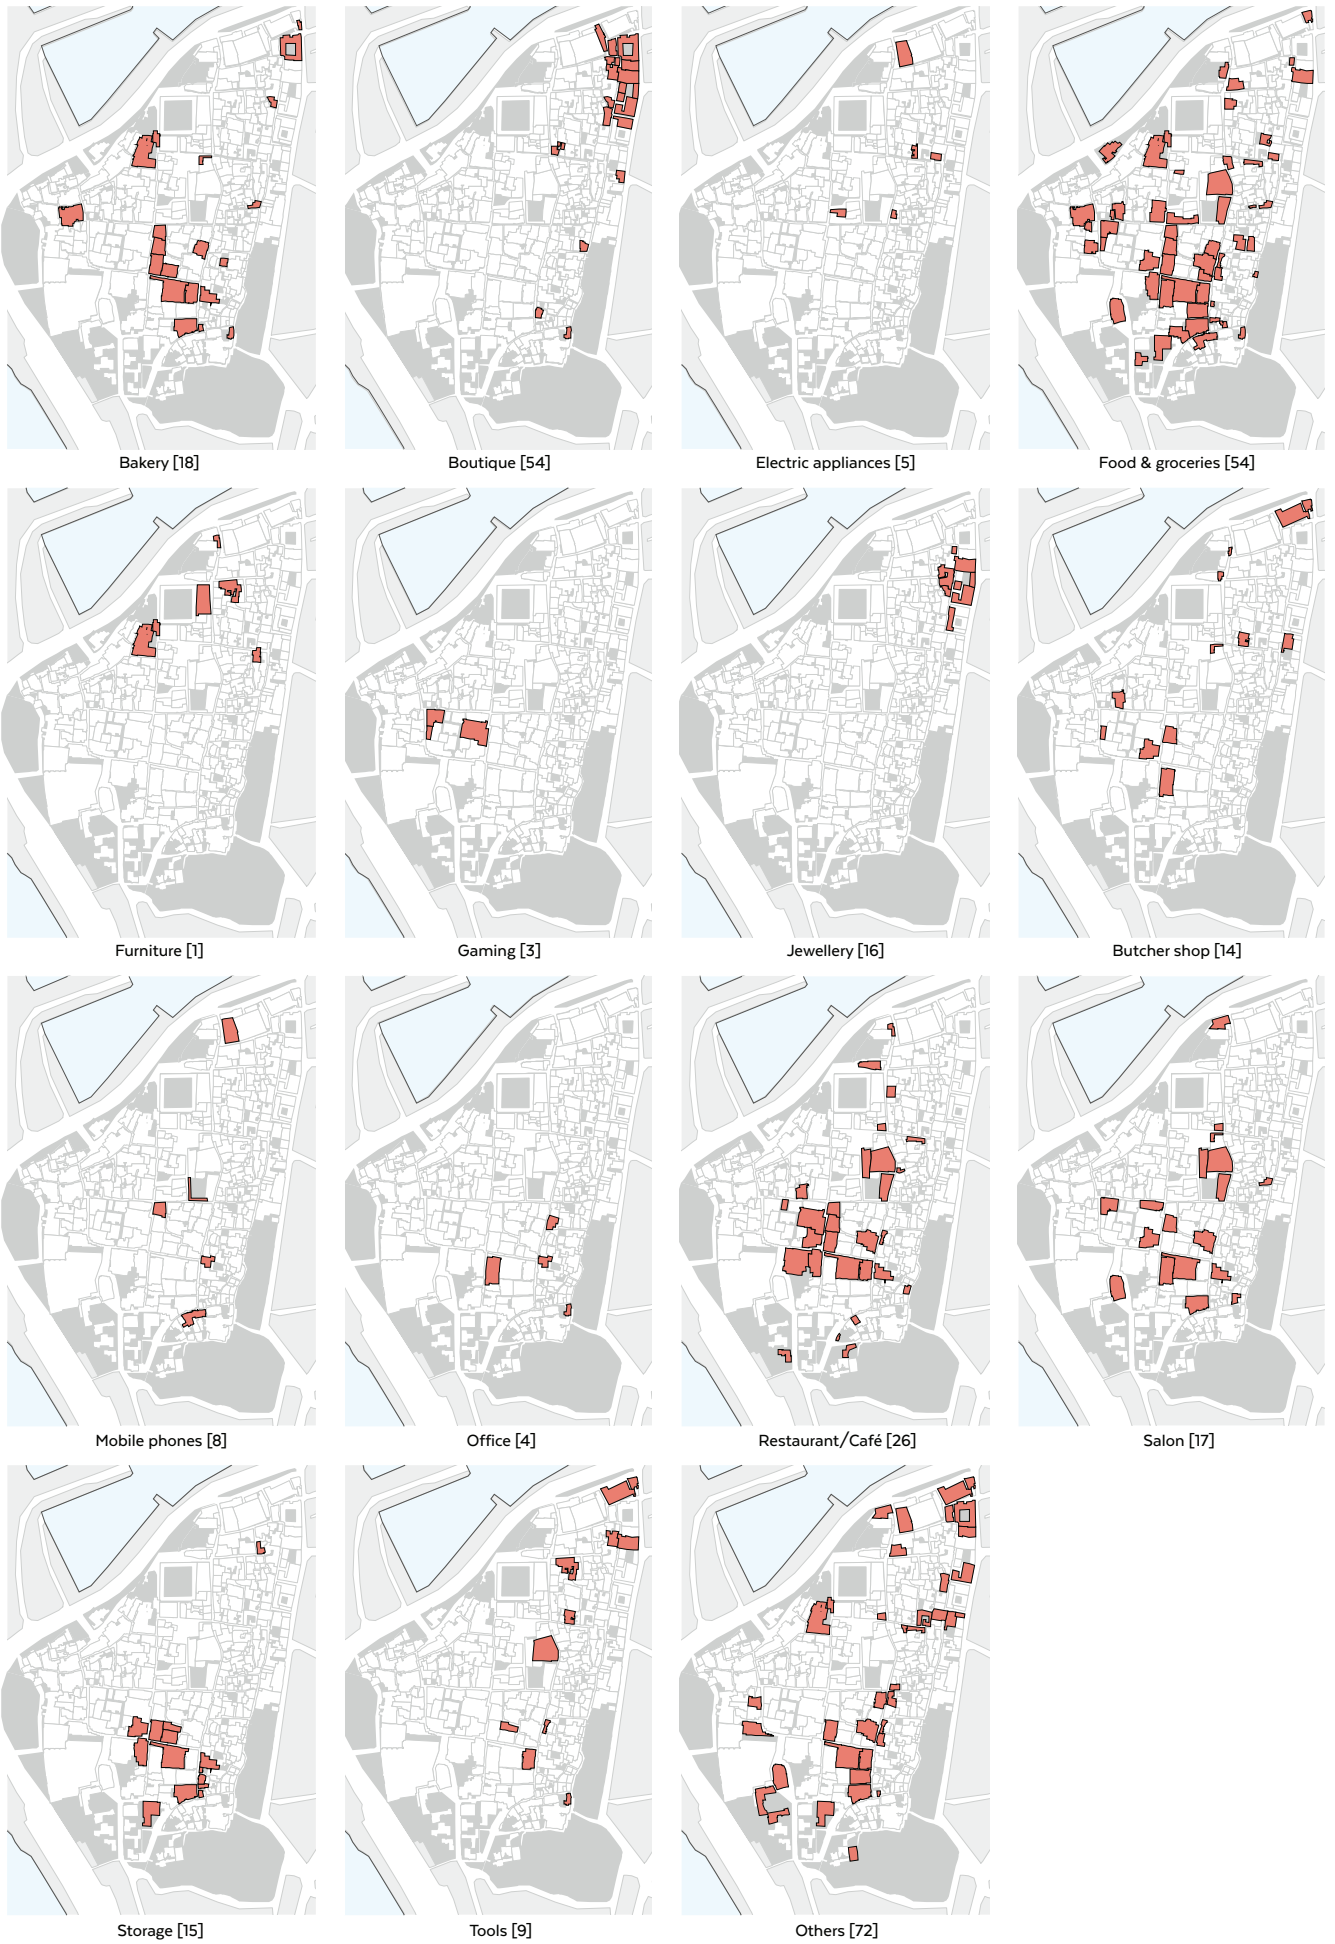 Bakery [18]
Boutique [54]
Electric appliances [5]
Food & groceries [54]
Furniture [1]
Gaming [3]
Jewellery [16]
Butcher shop [14]
Mobile phones [8]
Office [4]
Restaurant/Café [26]
Salon [17]
Storage [15]
Tools [9]
Others [72]